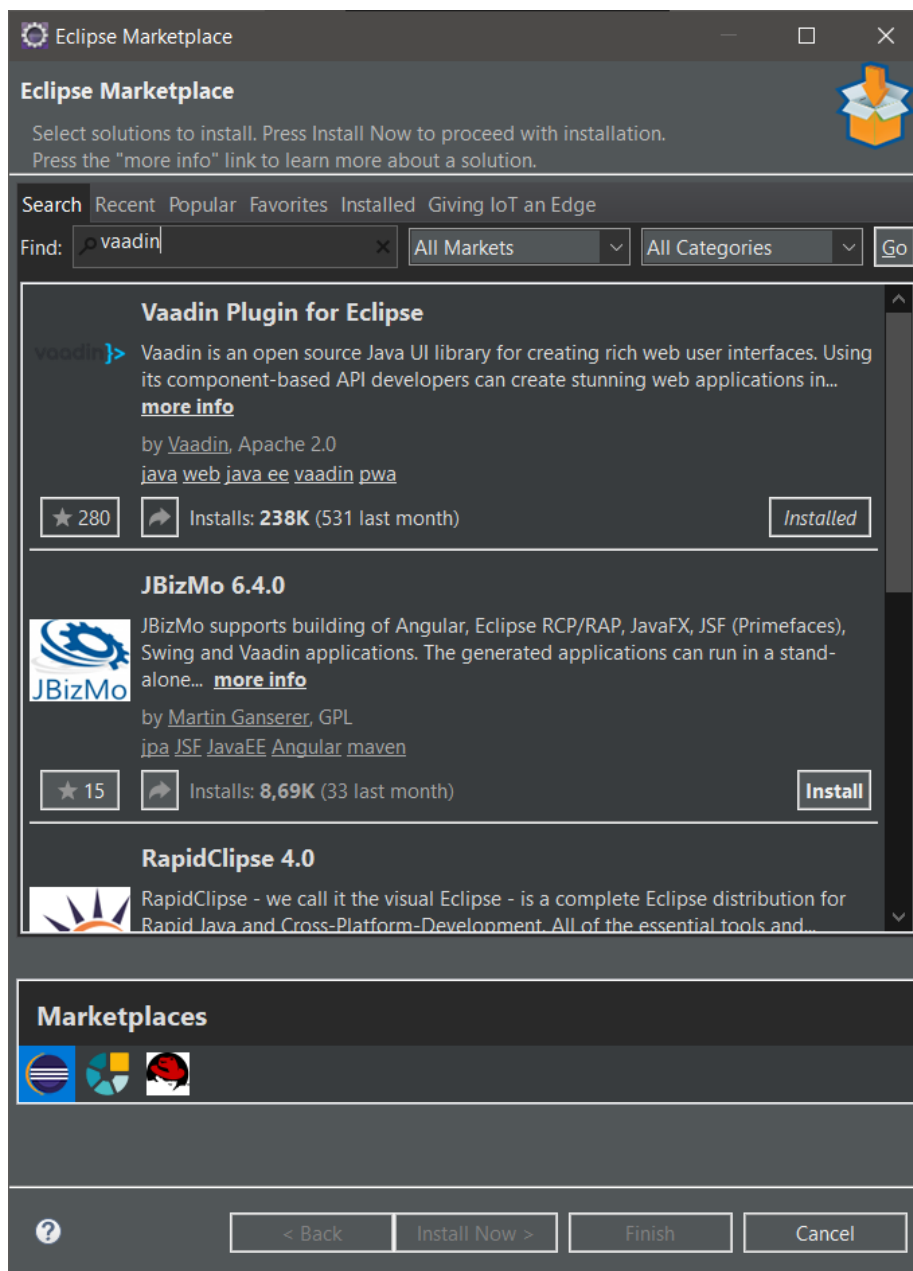 Eclipse Marketplace
Eclipse Marketplace
Select solutions to install. Press Install Now to proceed with installation.
Press the "more info" link to learn more about a solution.
Search Recent Popular Favorites Installed Giving IoT an Edge
Find: vaadin All Markets All Categories Go
Vaadin Plugin for Eclipse
vaadin}> Vaadin is an open source Java UI library for creating rich web user interfaces. Using
its component-based API developers can create stunning web applications in...
more info
by Vaadin, Apache 2.0
java web java ee vaadin pwa
★ 280 Installs: 238K (531 last month) Installed
JBizMo 6.4.0
JBizMo supports building of Angular, Eclipse RCP/RAP, JavaFX, JSF (Primefaces),
Swing and Vaadin applications. The generated applications can run in a stand-
JBizMo alone... more info
by Martin Ganserer, GPL
jpa JSF JavaEE Angular maven
★ 15 Installs: 8,69K (33 last month) Install
RapidClipse 4.0
RapidClipse - we call it the visual Eclipse - is a complete Eclipse distribution for
Rapid Java and Cross-Platform-Development. All of the essential tools and...
Marketplaces
? < Back Install Now > Finish Cancel